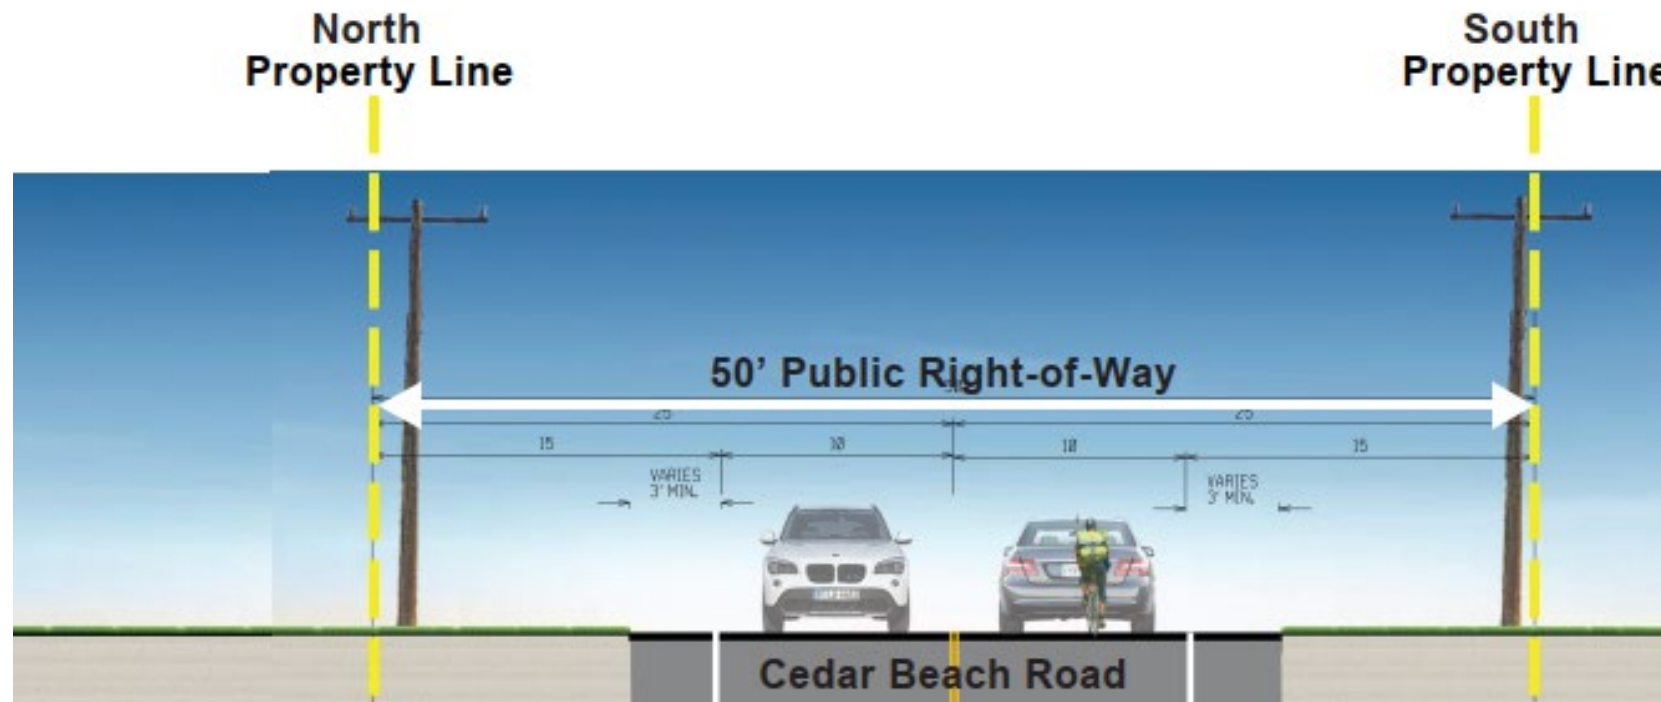 North
Property Line
South
Property Line
50’ Public Right-of-Way
25
25
15
10
10
15
VARIES
3' MIN.
VARIES
3' MIN.
Cedar Beach Road